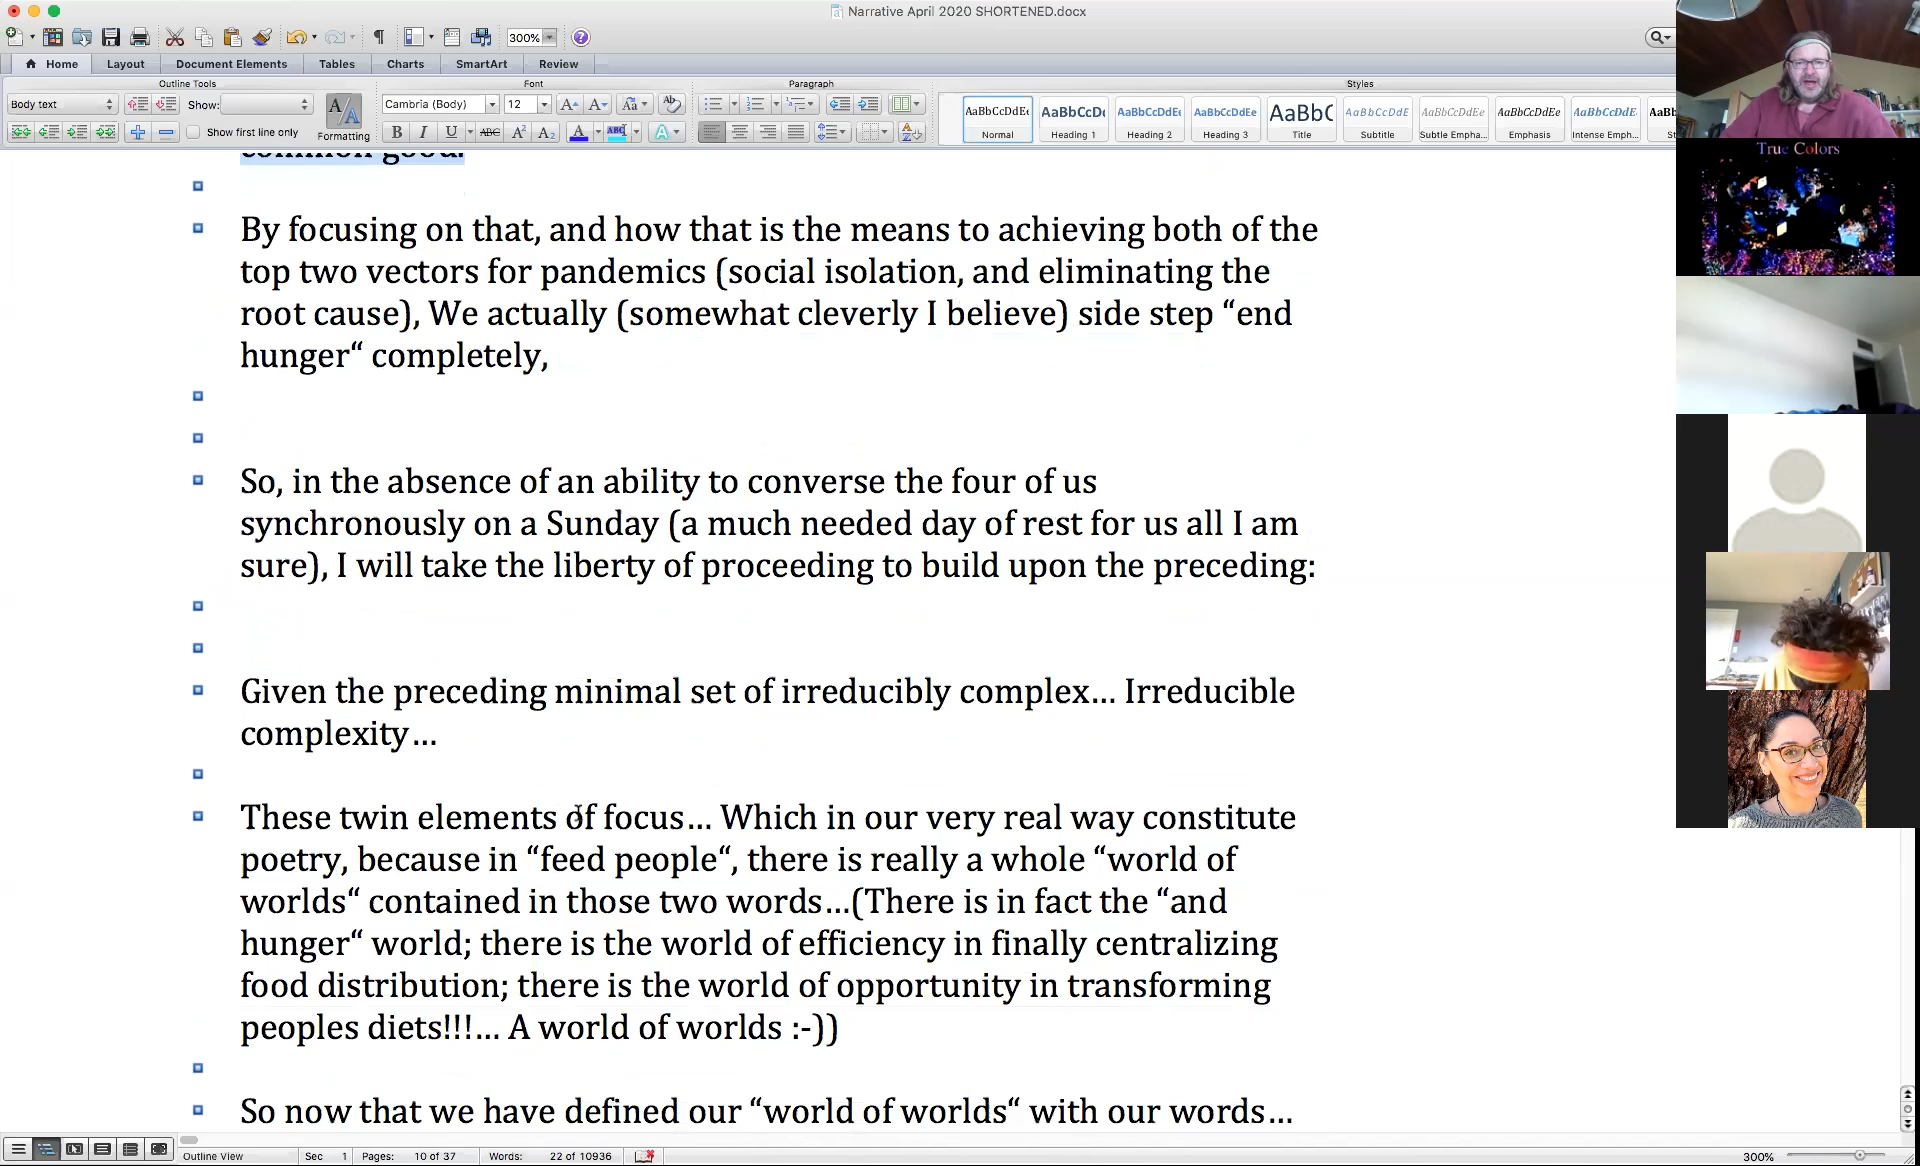 Narrative April 2020 SHORTENED.docx
300%
Home Layout Document Elements Tables Charts SmartArt Review
Outline Tools Font Paragraph Styles
Body text Show: Cambria (Body) 12
Show first line only Formatting B I U ABC A² A₂ A ABC A
AaBbCcDdEe Normal AaBbCcDc Heading 1 AaBbCcDdEe Heading 2 AaBbCcDdEe Heading 3 AaBbC Title AaBbCcDdE Subtitle AaBbCcDdEe Subtle Empha... AaBbCcDdEe Emphasis AaBbCcDdE Intense Emph...
True Colors
common good.
By focusing on that, and how that is the means to achieving both of the
top two vectors for pandemics (social isolation, and eliminating the
root cause), We actually (somewhat cleverly I believe) side step “end
hunger“ completely,
So, in the absence of an ability to converse the four of us
synchronously on a Sunday (a much needed day of rest for us all I am
sure), I will take the liberty of proceeding to build upon the preceding:
Given the preceding minimal set of irreducibly complex… Irreducible
complexity…
These twin elements of focus… Which in our very real way constitute
poetry, because in “feed people“, there is really a whole “world of
worlds“ contained in those two words…(There is in fact the “and
hunger“ world; there is the world of efficiency in finally centralizing
food distribution; there is the world of opportunity in transforming
peoples diets!!!… A world of worlds :-))
So now that we have defined our “world of worlds“ with our words…
Outline View Sec 1 Pages: 10 of 37 Words: 22 of 10936 300%